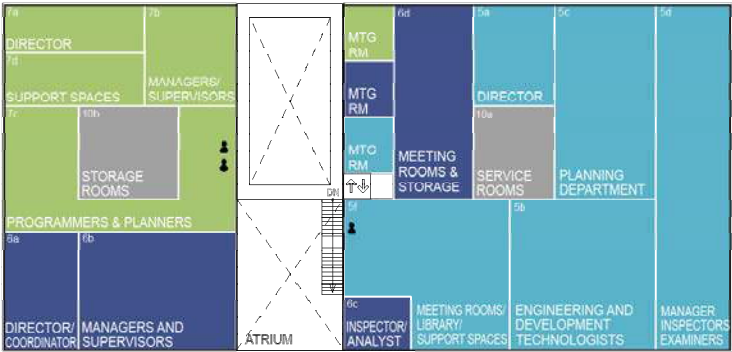 7a
DIRECTOR
7b
MANAGERS/
SUPERVISORS
7d
SUPPORT SPACES
7c
PROGRAMMERS & PLANNERS
10b
STORAGE
ROOMS
6a
DIRECTOR/
COORDINATOR
6b
MANAGERS AND
SUPERVISORS
DN
ATRIUM
MTG
RM
MTG
RM
MTG
RM
6d
MEETING
ROOMS &
STORAGE
5a
DIRECTOR
10a
SERVICE
ROOMS
5c
PLANNING
DEPARTMENT
5d
MANAGER
INSPECTORS
EXAMINERS
5f
MEETING ROOMS/
LIBRARY/
SUPPORT SPACES
5b
ENGINEERING AND
DEVELOPMENT
TECHNOLOGISTS
6c
INSPECTOR/
ANALYST